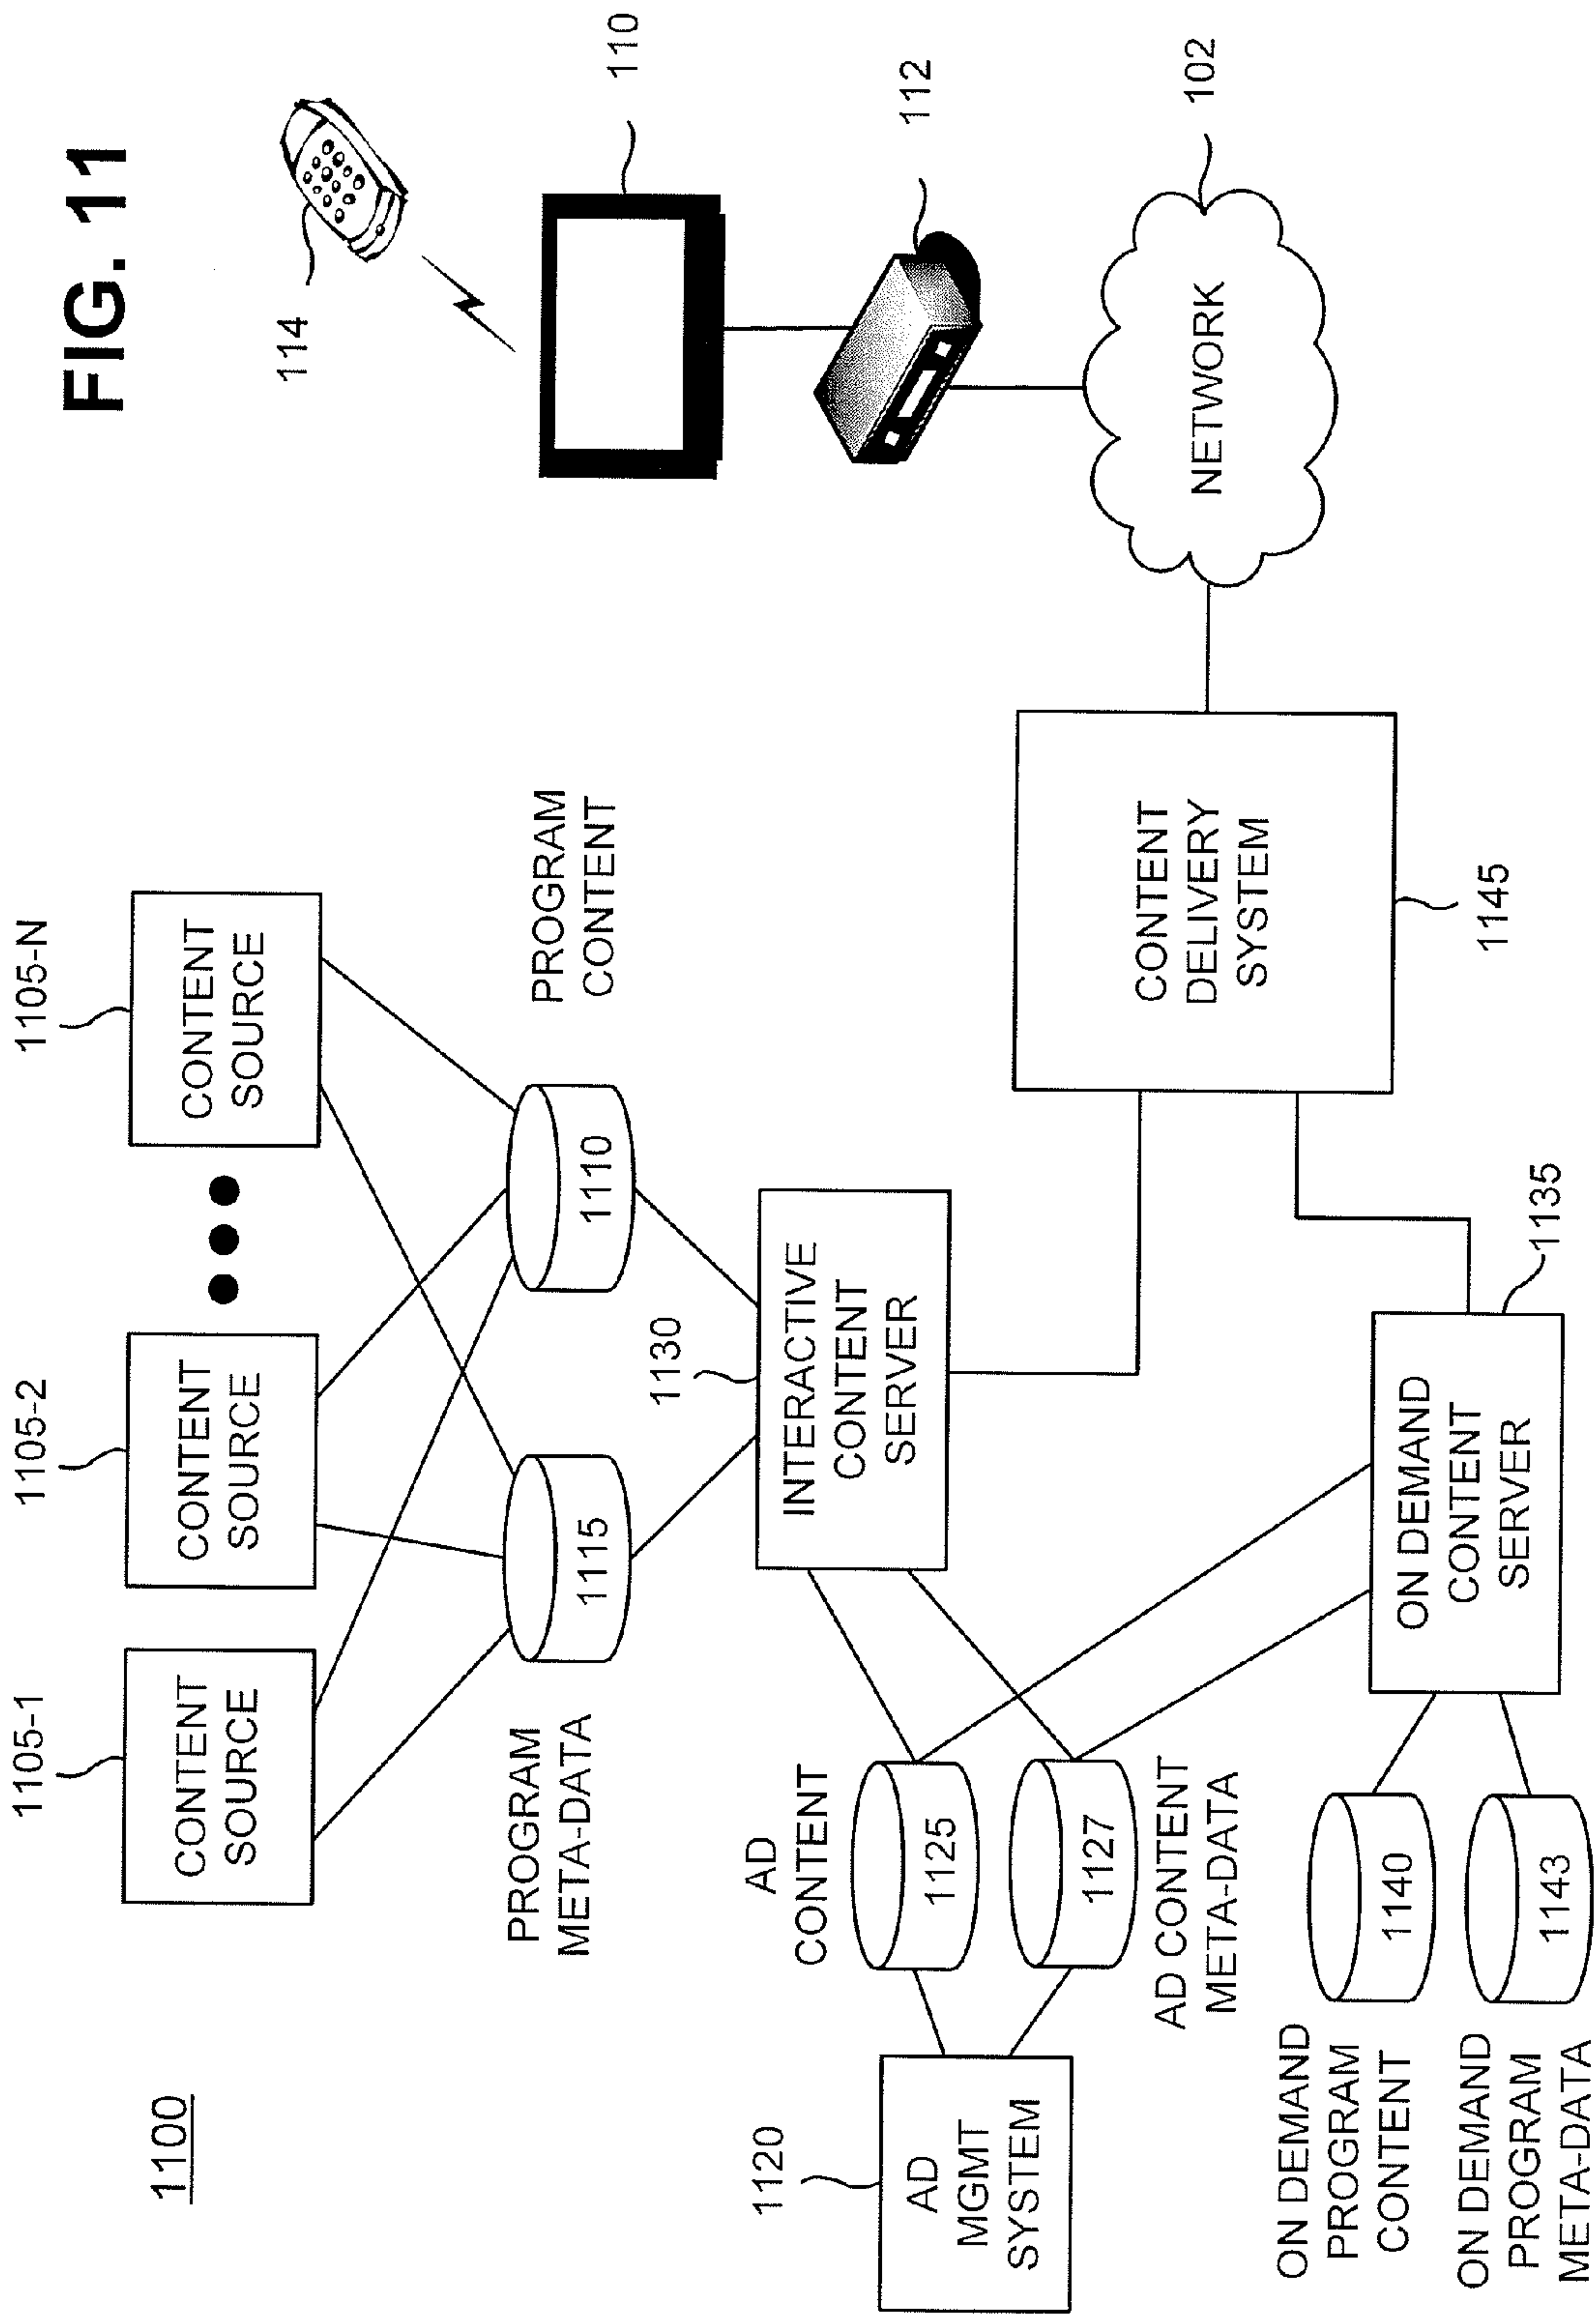 FIG. 11
1100
1105-1
CONTENT
SOURCE
1105-2
CONTENT
SOURCE
1105-N
CONTENT
SOURCE
114
110
PROGRAM
META-DATA
1115
1110
PROGRAM
CONTENT
112
1120
AD
MGMT
SYSTEM
AD
CONTENT
1125
1127
AD CONTENT
META-DATA
1130
INTERACTIVE
CONTENT
SERVER
CONTENT
DELIVERY
SYSTEM
1145
NETWORK
102
ON DEMAND
PROGRAM
CONTENT
1140
ON DEMAND
PROGRAM
META-DATA
1143
ON DEMAND
CONTENT
SERVER
1135